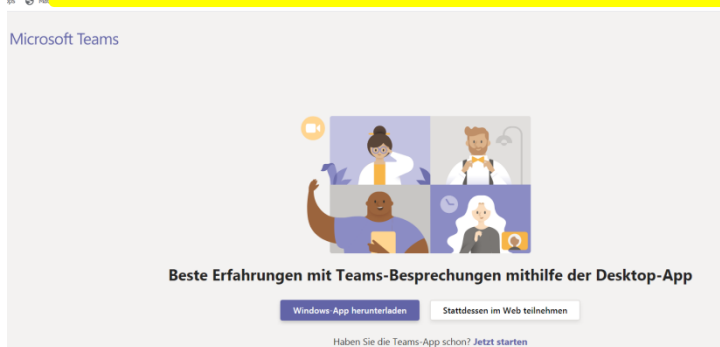 Microsoft Teams
Beste Erfahrungen mit Teams-Besprechungen mithilfe der Desktop-App
Windows-App herunterladen
Stattdessen im Web teilnehmen
Haben Sie die Teams-App schon? Jetzt starten